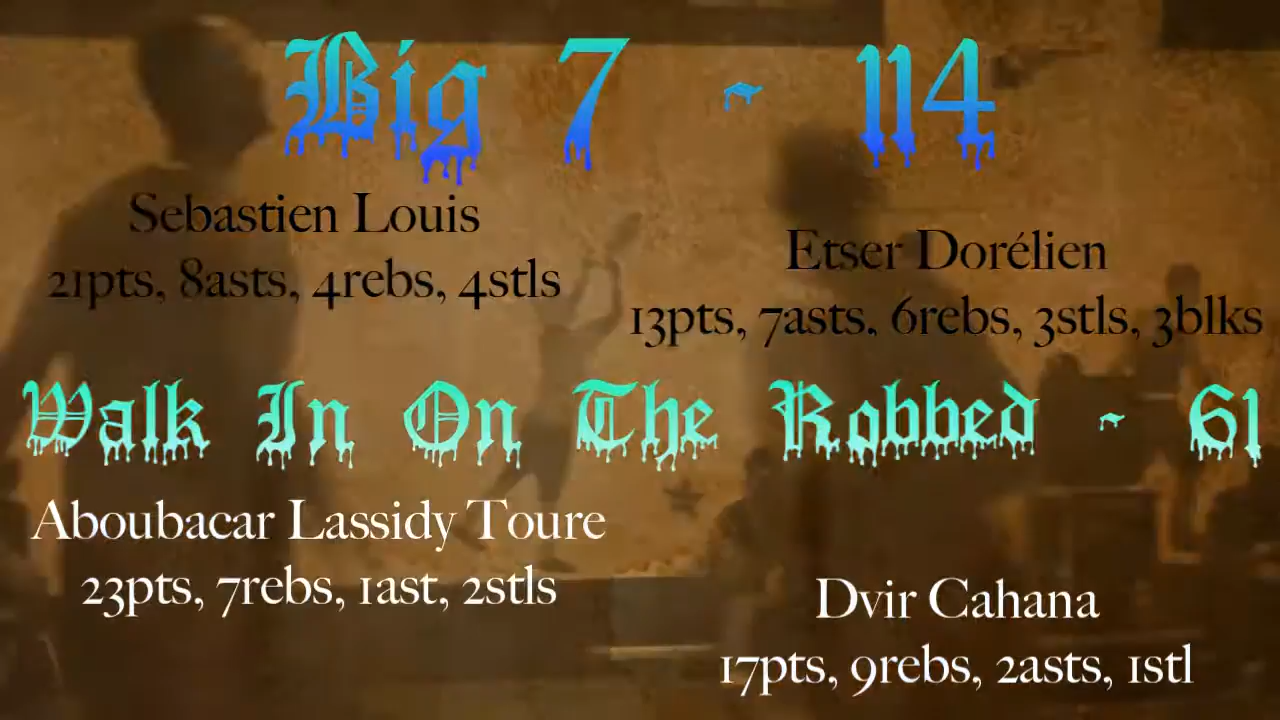 Big 7 - 114
Sebastien Louis
21pts, 8asts, 4rebs, 4stls
Etser Dorélien
13pts, 7asts, 6rebs, 3stls, 3blks
Walk In On The Robbed - 61
Aboubacar Lassidy Toure
23pts, 7rebs, 1ast, 2stls
Dvir Cahana
17pts, 9rebs, 2asts, 1stl